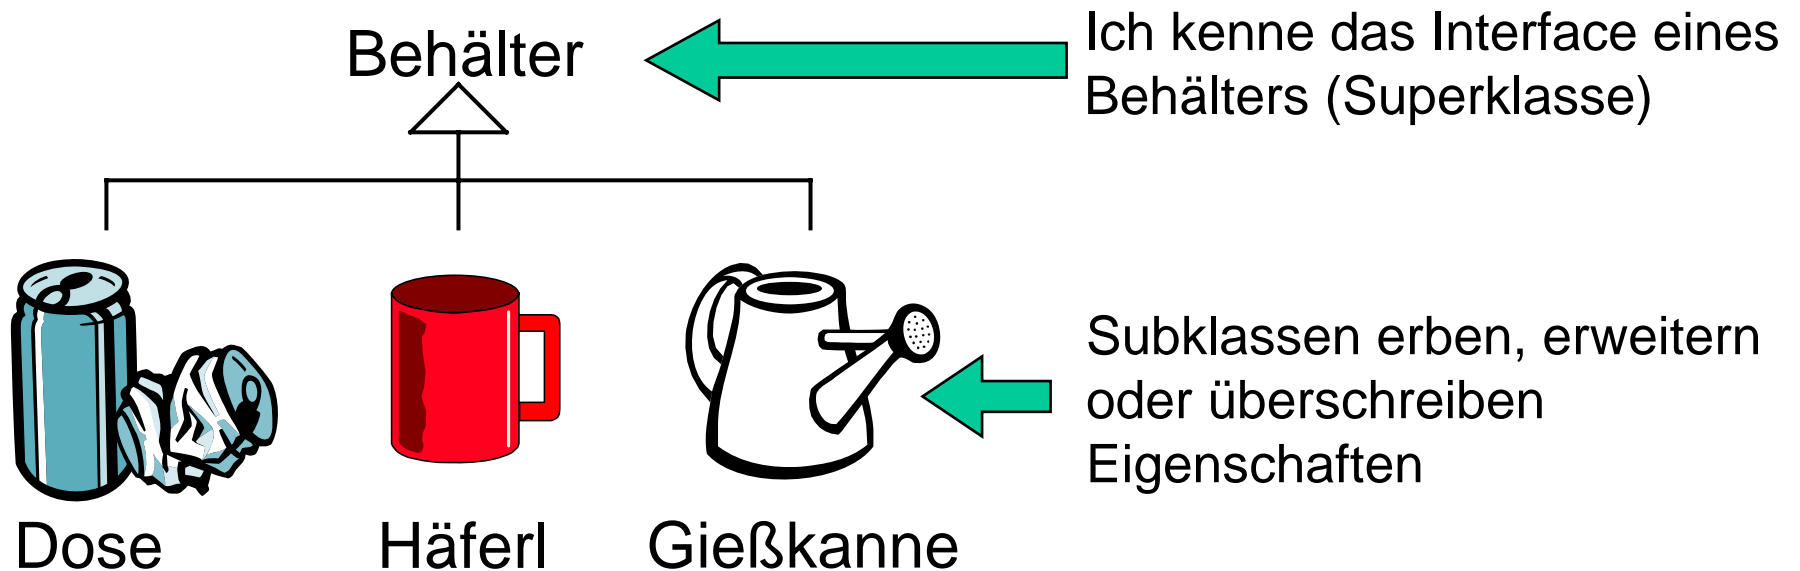 Behälter
Ich kenne das Interface eines
Behälters (Superklasse)
Subklassen erben, erweitern
oder überschreiben
Eigenschaften
Dose
Häferl
Gießkanne